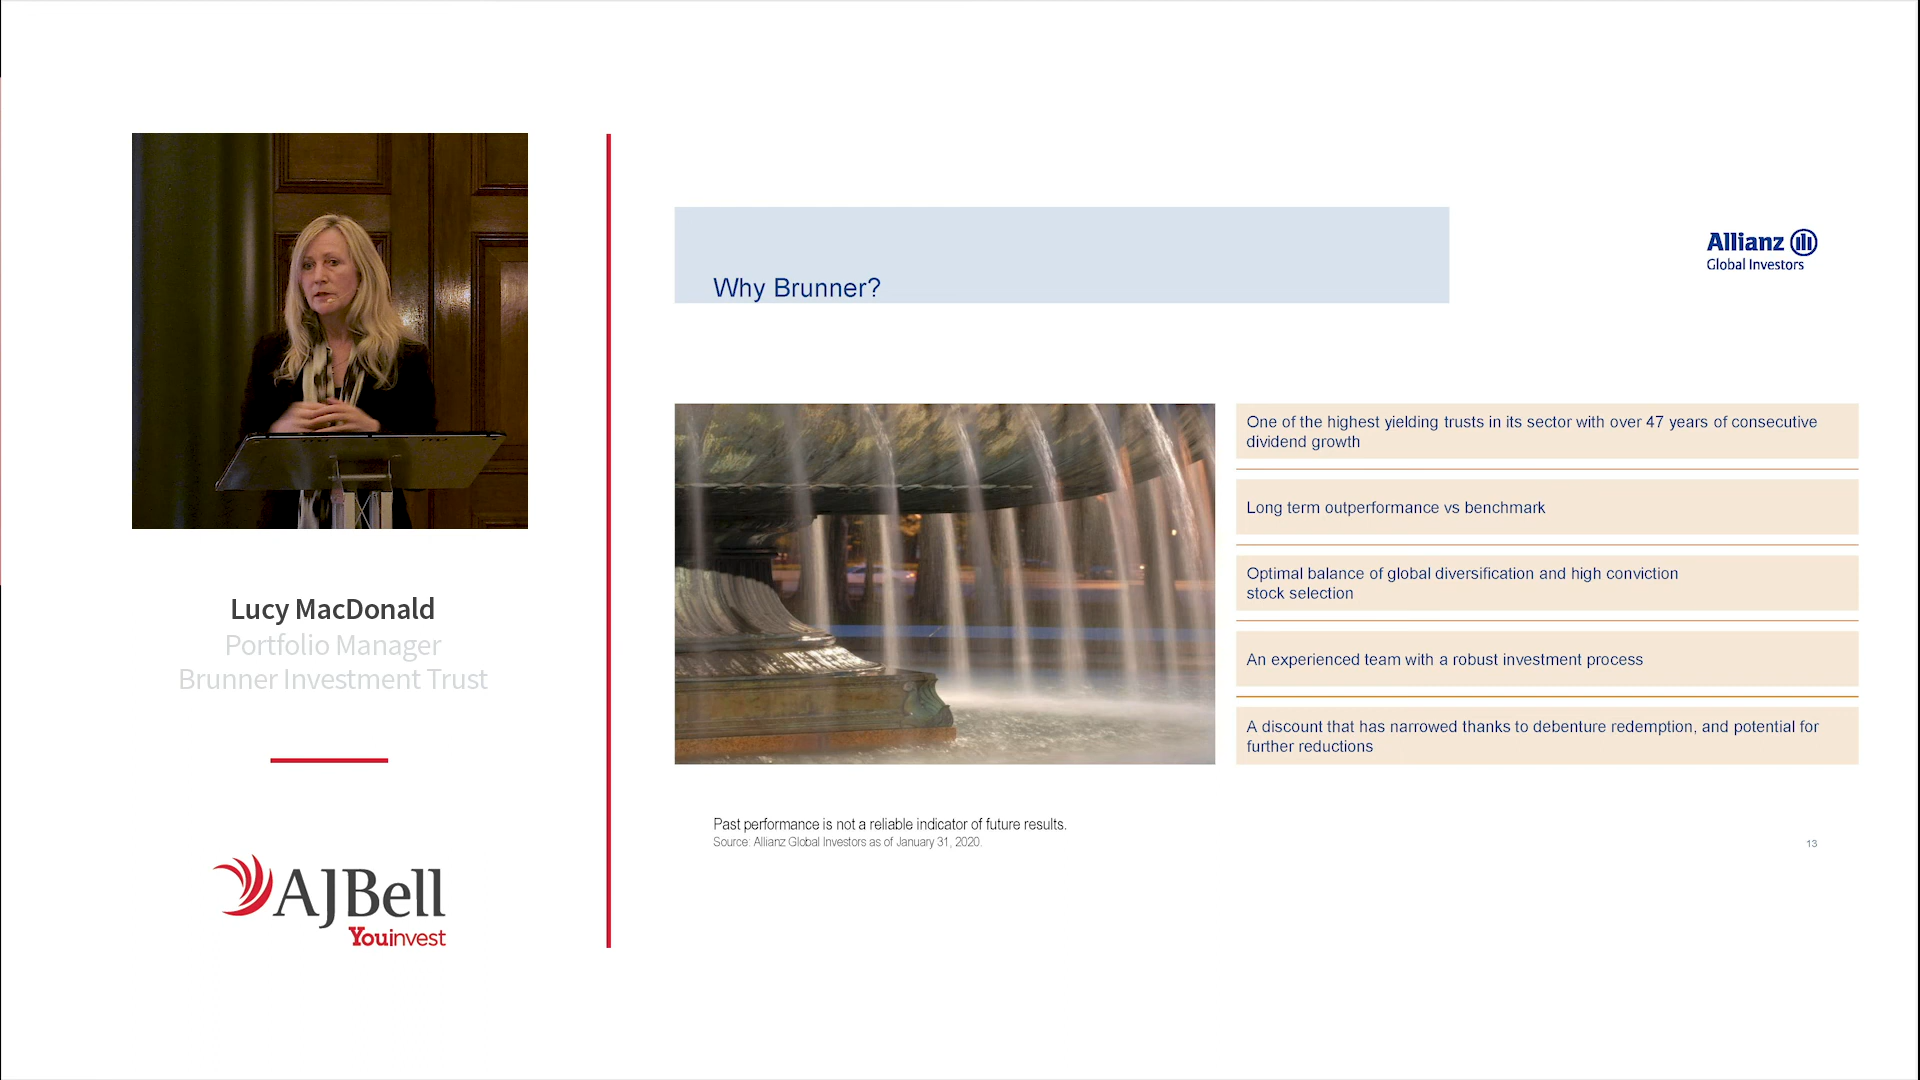 Lucy MacDonald
Portfolio Manager
Brunner Investment Trust
AJBell
Youinvest
Why Brunner?
Allianz
Global Investors
One of the highest yielding trusts in its sector with over 47 years of consecutive
dividend growth
Long term outperformance vs benchmark
Optimal balance of global diversification and high conviction
stock selection
An experienced team with a robust investment process
A discount that has narrowed thanks to debenture redemption, and potential for
further reductions
Past performance is not a reliable indicator of future results.
Source: Allianz Global Investors as of January 31, 2020.
13